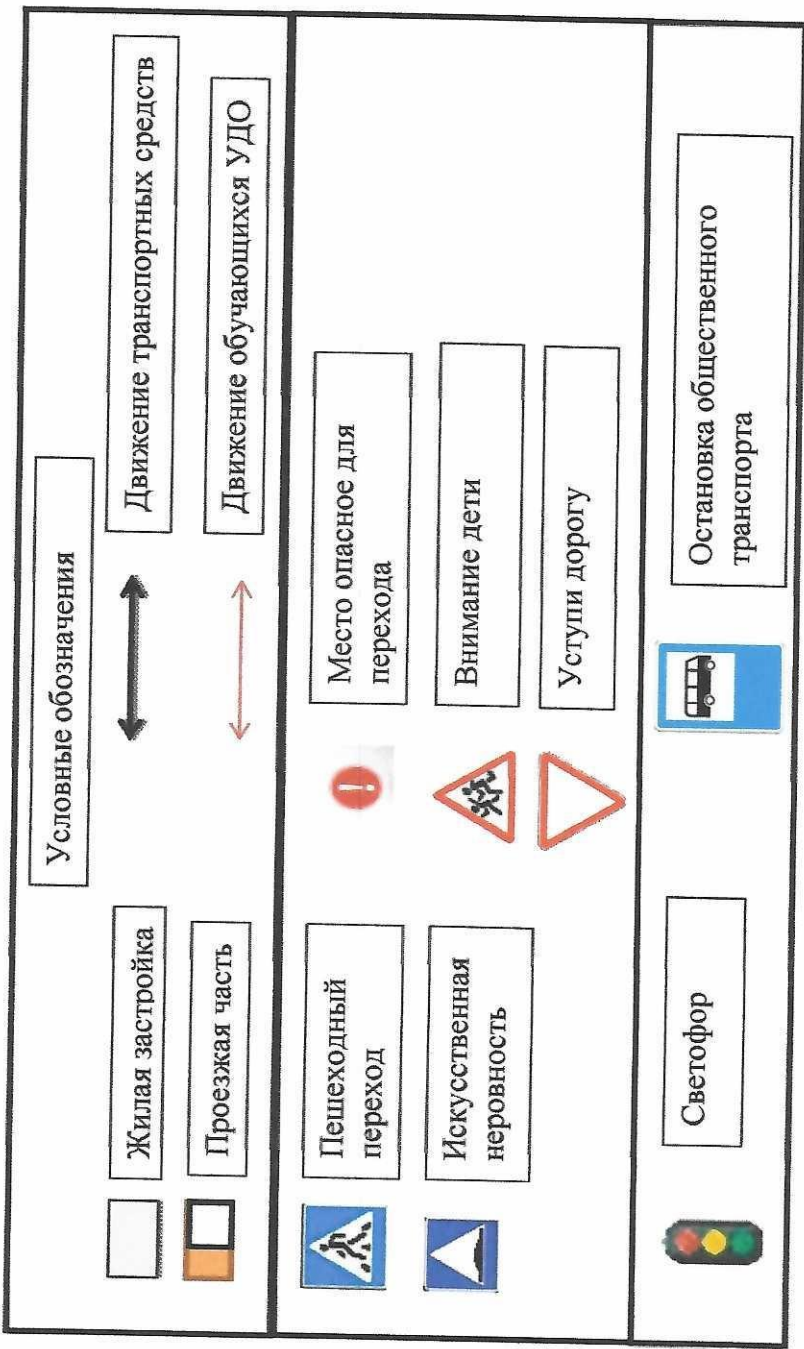 Условные обозначения
Жилая застройка
Движение транспортных средств
Проезжая часть
Движение обучающихся УДО
Пешеходный
переход
Место опасное для
перехода
Искусственная
неровность
Внимание дети
Уступи дорогу
Светофор
Остановка общественного
транспорта